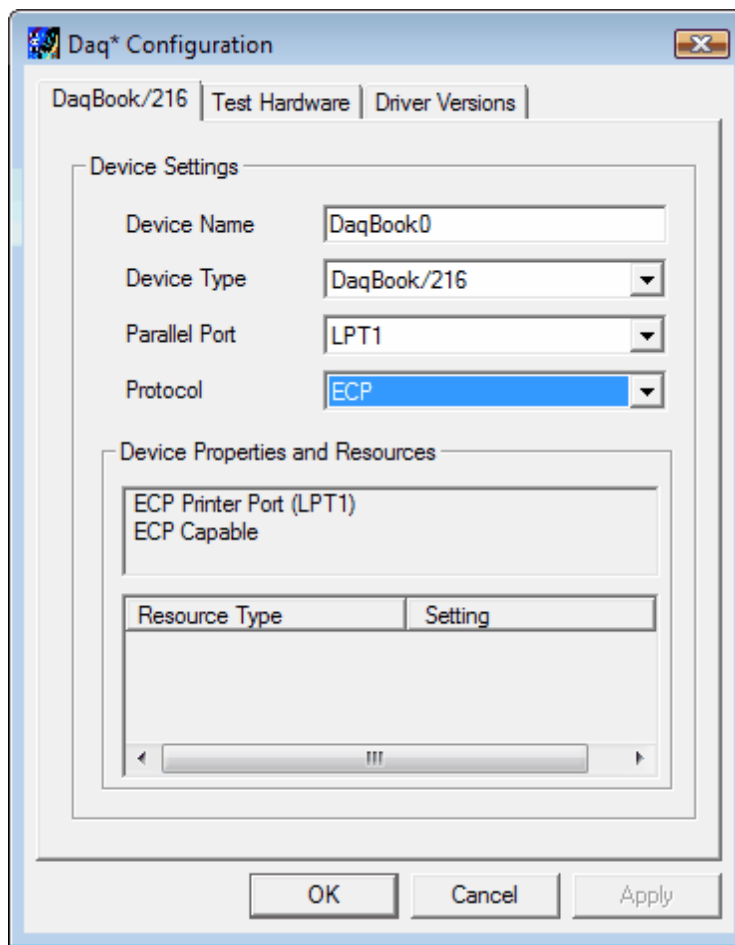 Daq* Configuration
DaqBook/216 Test Hardware Driver Versions
Device Settings
Device Name DaqBook0
Device Type DaqBook/216
Parallel Port LPT1
Protocol ECP
Device Properties and Resources
ECP Printer Port (LPT1)
ECP Capable
Resource Type Setting
OK Cancel Apply